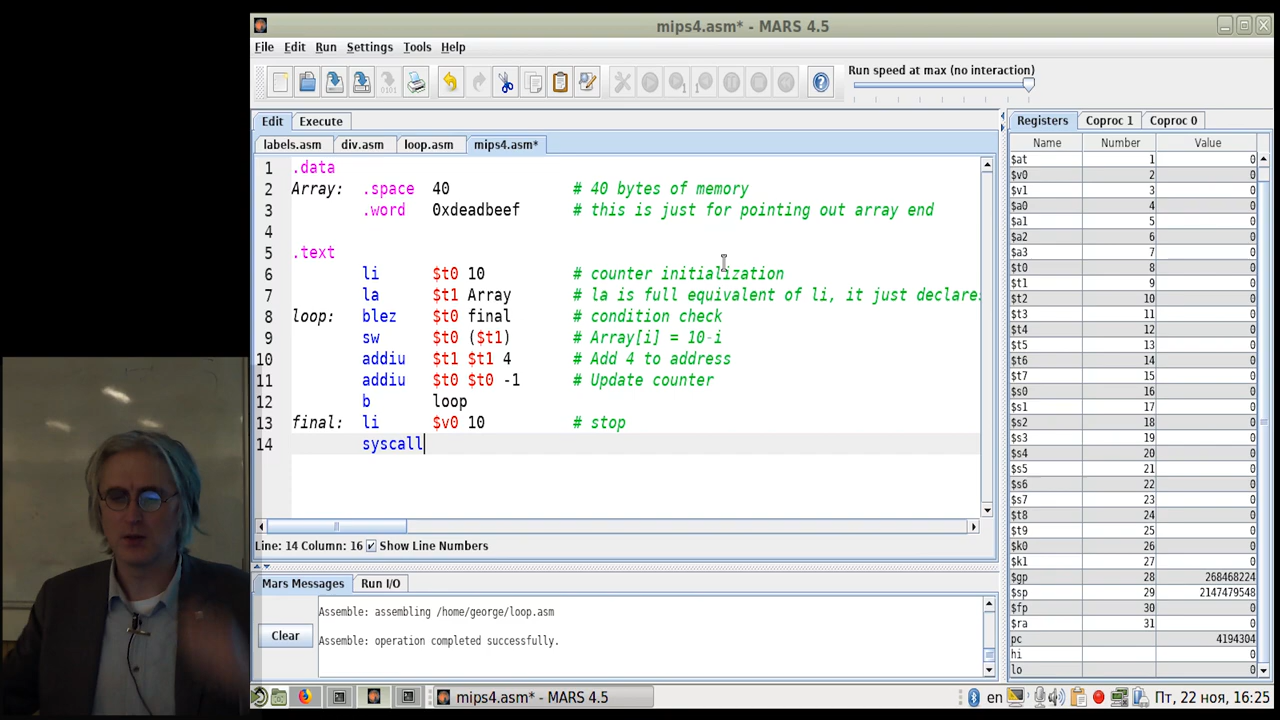 mips4.asm* - MARS 4.5
File Edit Run Settings Tools Help
Run speed at max (no interaction)
Edit Execute
labels.asm div.asm loop.asm mips4.asm*
1 .data
2 Array: .space 40 # 40 bytes of memory
3 .word 0xdeadbeef # this is just for pointing out array end
4
5 .text
6 li $t0 10 # counter initialization
7 la $t1 Array # la is full equivalent of li, it just declare
8 loop: blez $t0 final # condition check
9 sw $t0 ($t1) # Array[i] = 10-i
10 addiu $t1 $t1 4 # Add 4 to address
11 addiu $t0 $t0 -1 # Update counter
12 b loop
13 final: li $v0 10 # stop
14 syscall
Line: 14 Column: 16 Show Line Numbers
Mars Messages Run I/O
Assemble: assembling /home/george/loop.asm
Assemble: operation completed successfully.
Clear
Registers Coproc 1 Coproc 0
Name Number Value
$at 1 0
$v0 2 0
$v1 3 0
$a0 4 0
$a1 5 0
$a2 6 0
$a3 7 0
$t0 8 0
$t1 9 0
$t2 10 0
$t3 11 0
$t4 12 0
$t5 13 0
$t6 14 0
$t7 15 0
$s0 16 0
$s1 17 0
$s2 18 0
$s3 19 0
$s4 20 0
$s5 21 0
$s6 22 0
$s7 23 0
$t8 24 0
$t9 25 0
$k0 26 0
$k1 27 0
$gp 28 268468224
$sp 29 2147479548
$fp 30 0
$ra 31 0
pc 4194304
hi 0
lo 0
mips4.asm* - MARS 4.5
en Пт, 22 ноя, 16:25